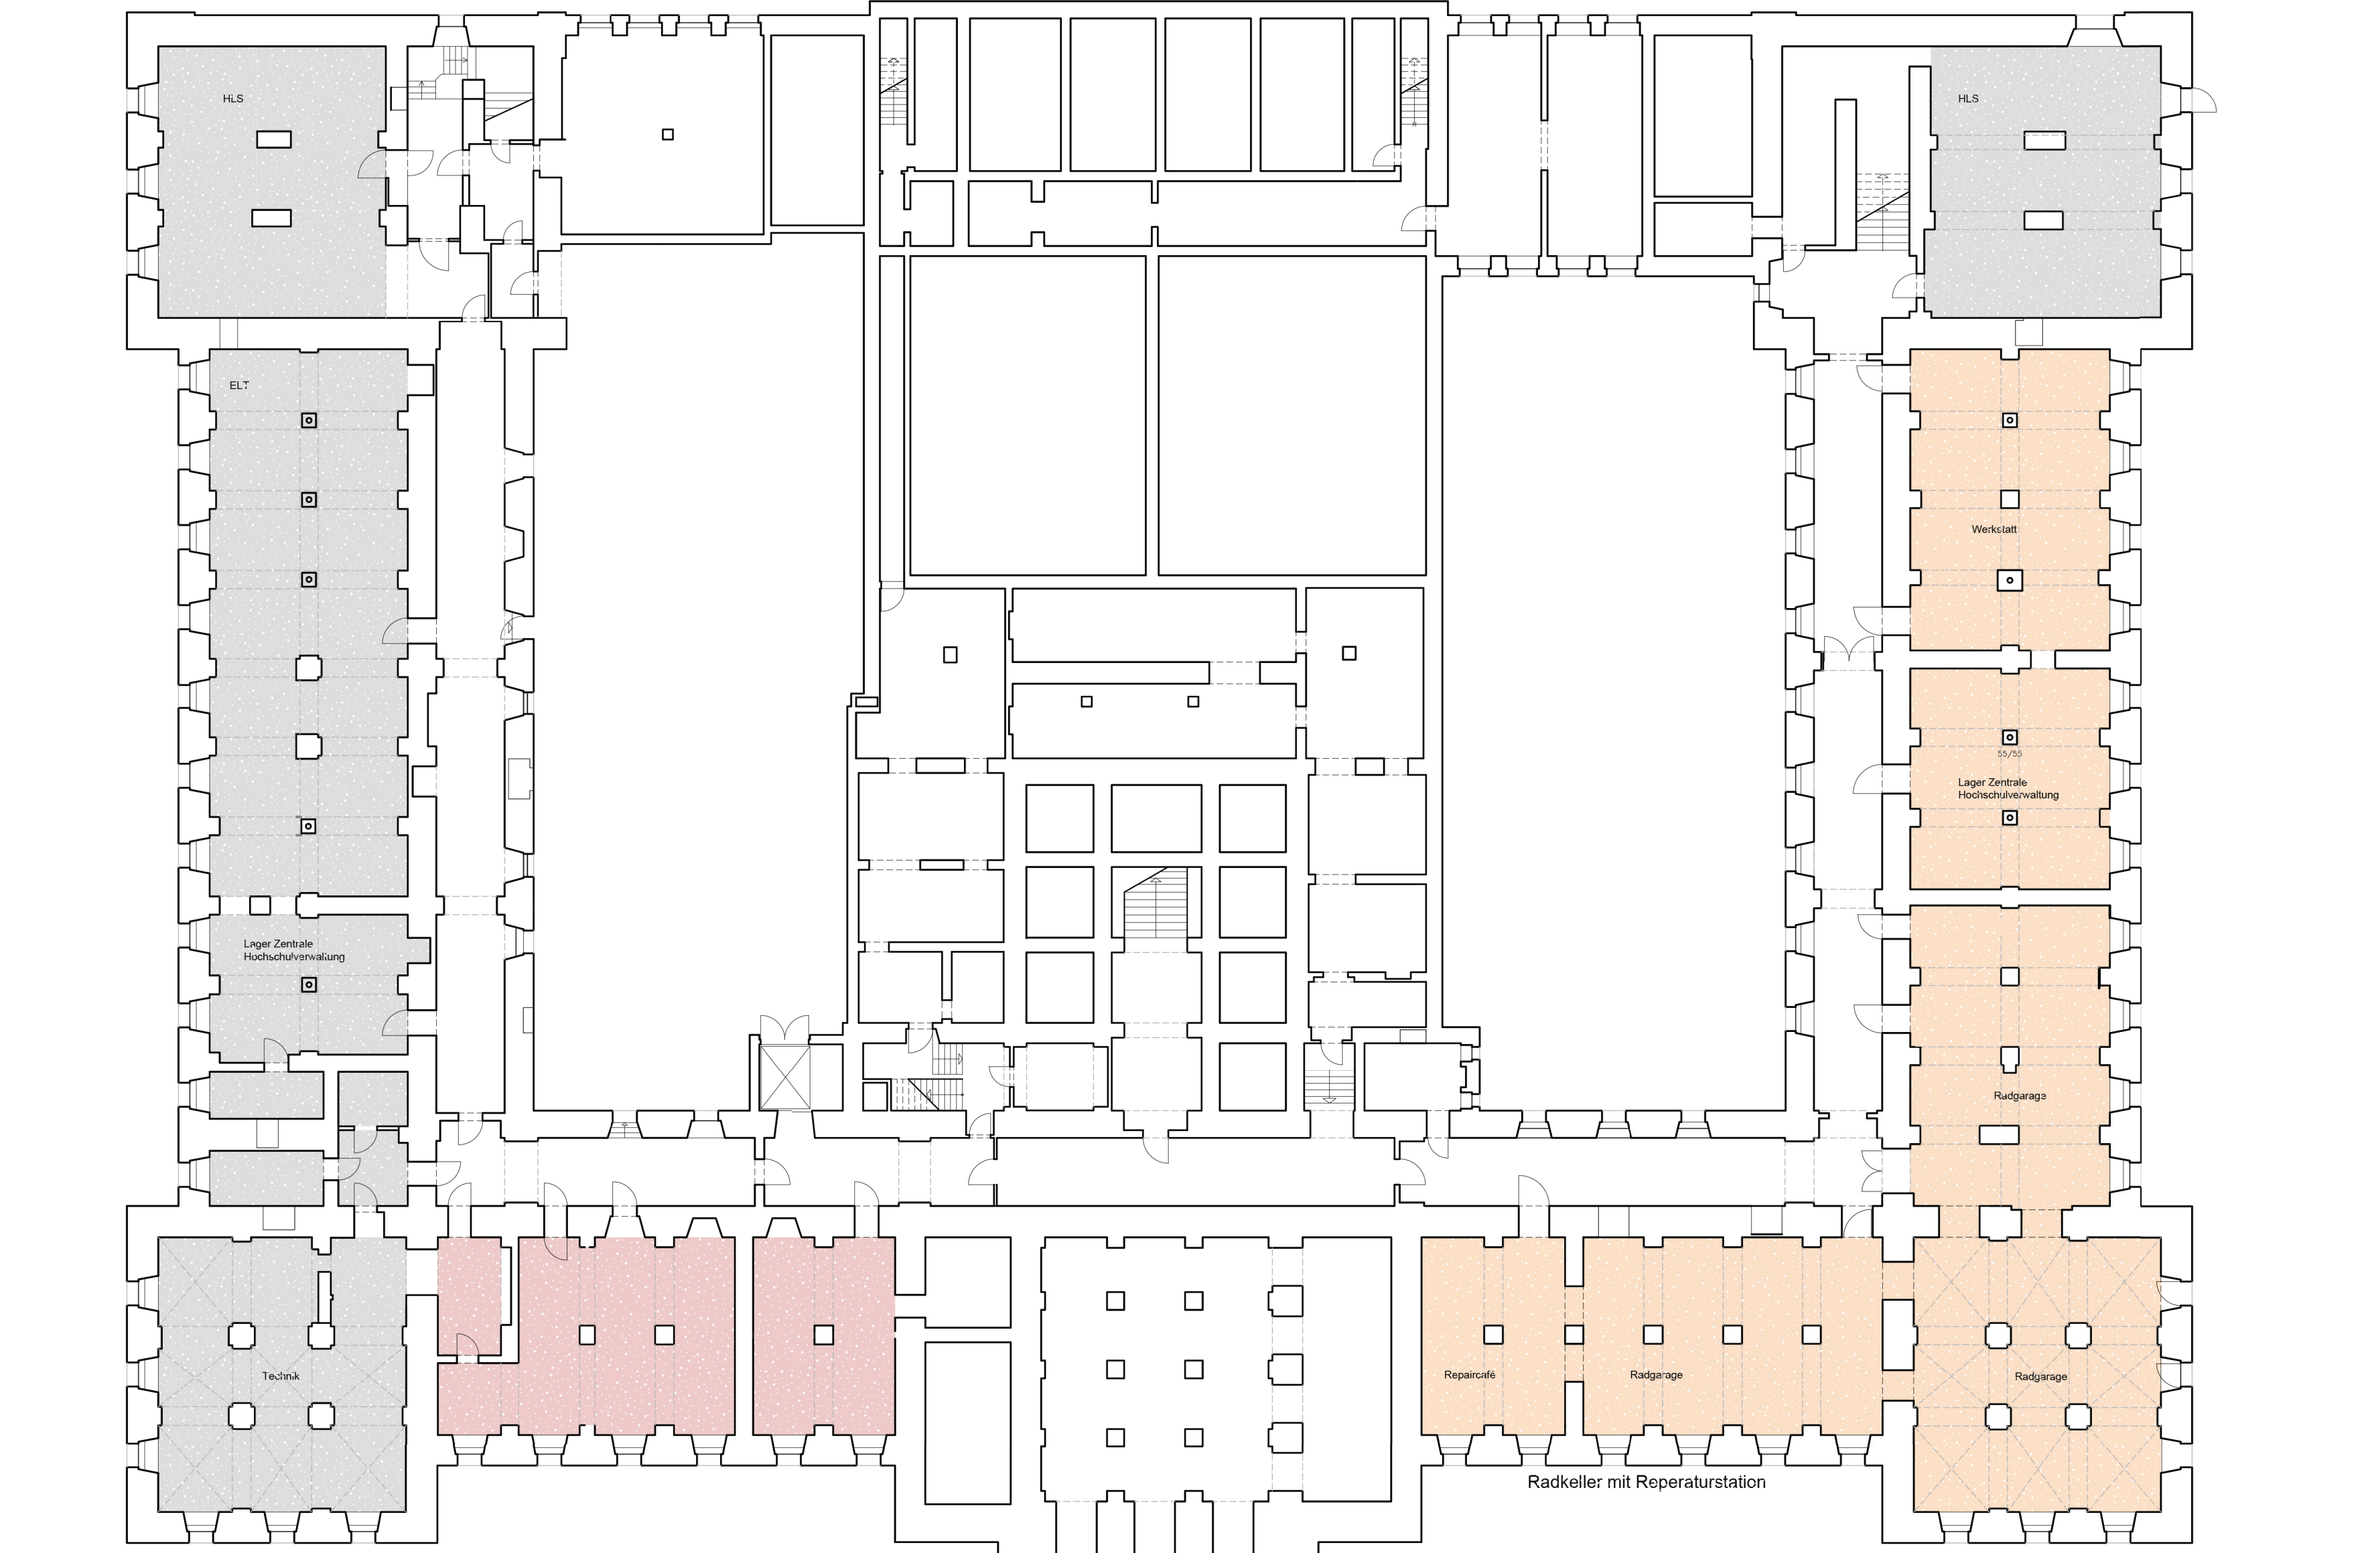 HLS
HLS
ELT
Werkstatt
55/55
Lager Zentrale
Hochschulverwaltung
Lager Zentrale
Hochschulverwaltung
Radgarage
Technik
Repaircafé
Radgarage
Radgarage
Radkeller mit Reperaturstation